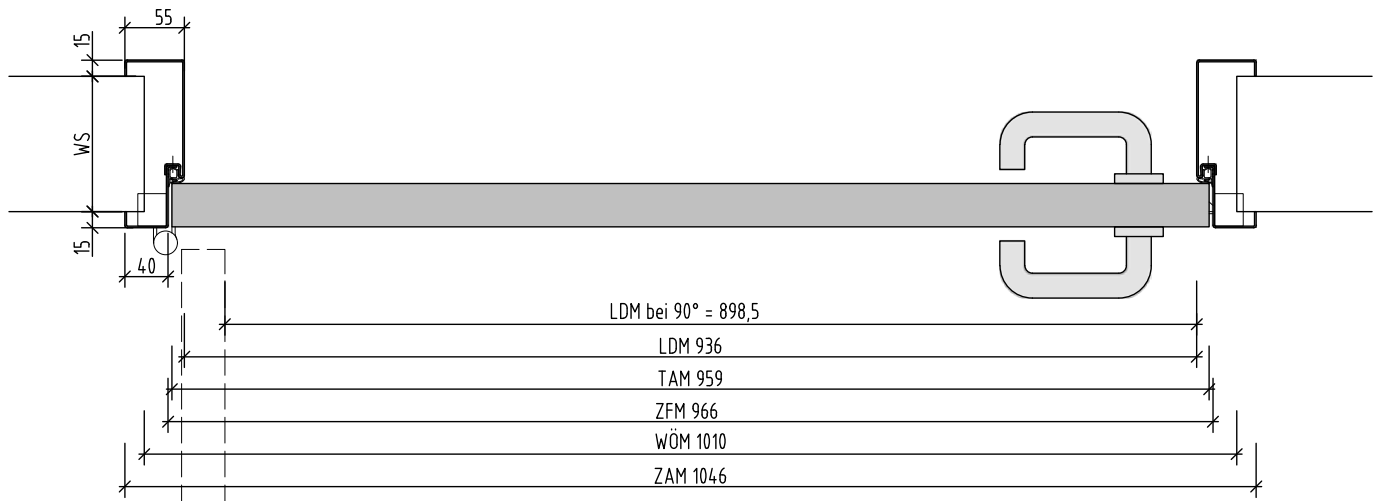 55
15
WS
15
40
LDM bei 90° = 898,5
LDM 936
TAM 959
ZFM 966
WÖM 1010
ZAM 1046